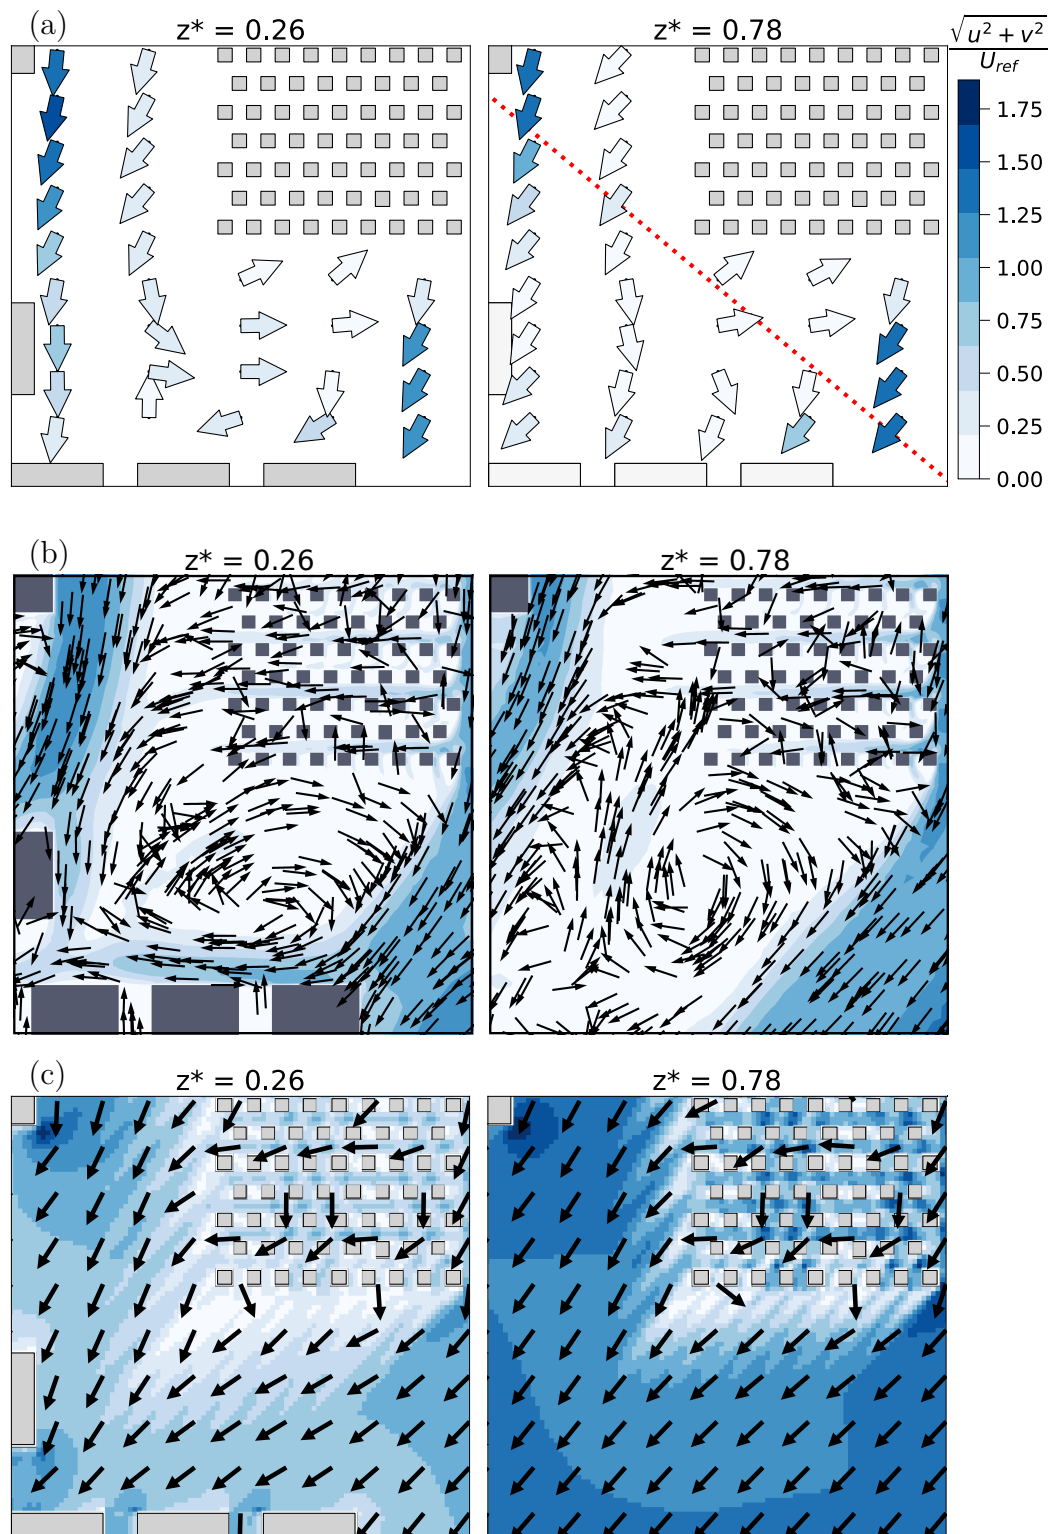 (a)
z* = 0.26
z* = 0.78
√u² + v²
U_ref
1.75
1.50
1.25
1.00
0.75
0.50
0.25
0.00
(b)
z* = 0.26
z* = 0.78
(c)
z* = 0.26
z* = 0.78